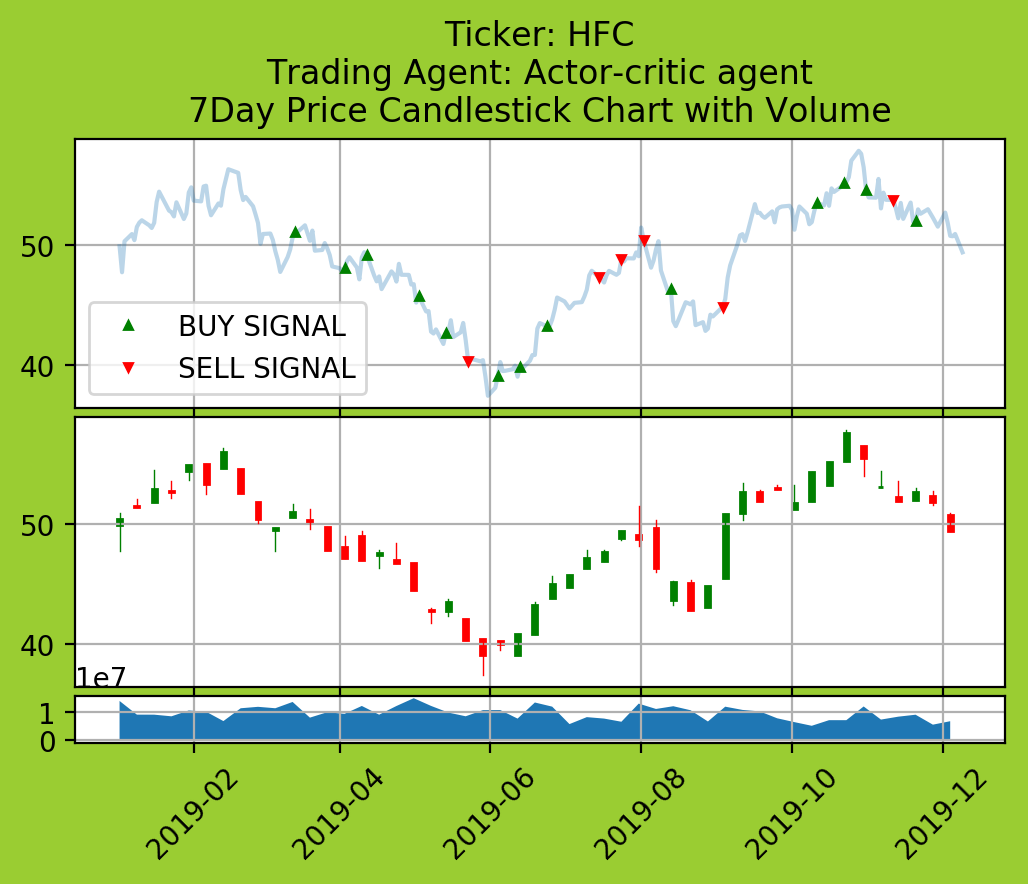 Ticker: HFC
Trading Agent: Actor-critic agent
7Day Price Candlestick Chart with Volume
50
40
BUY SIGNAL
SELL SIGNAL
50
40
1e7
1
0
2019-02
2019-04
2019-06
2019-08
2019-10
2019-12